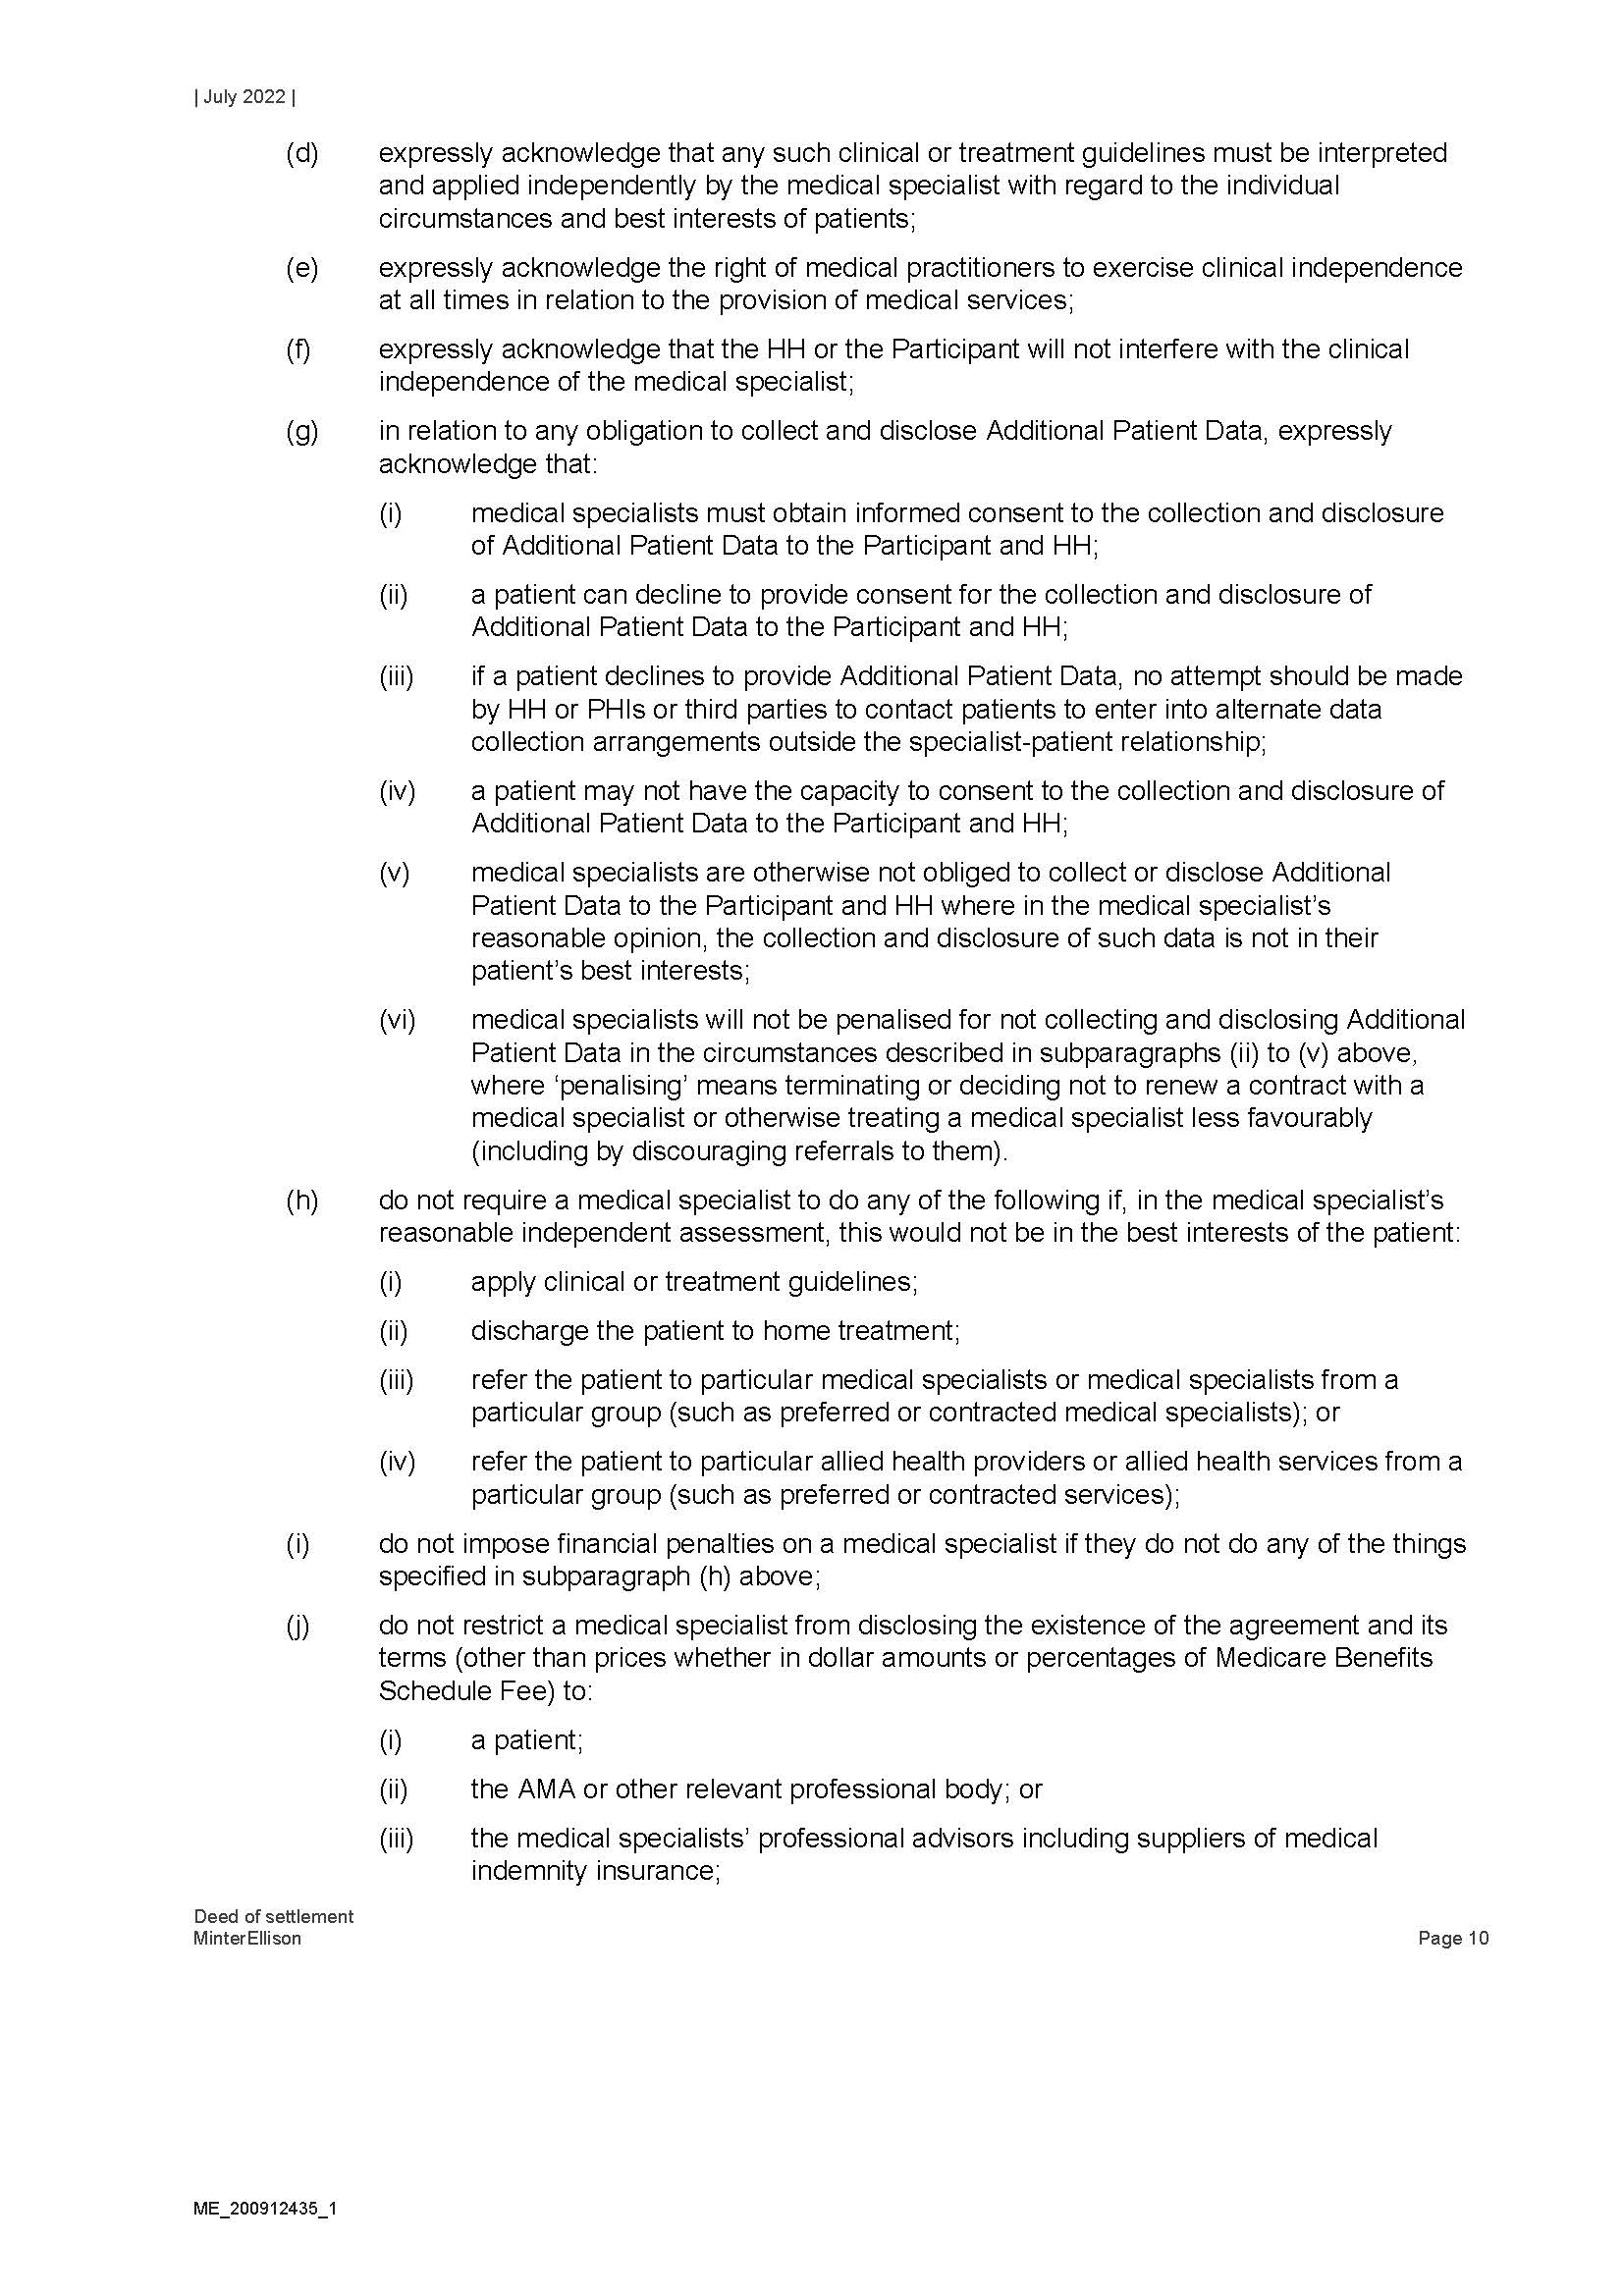 | July 2022 |
(d) expressly acknowledge that any such clinical or treatment guidelines must be interpreted
and applied independently by the medical specialist with regard to the individual
circumstances and best interests of patients;
(e) expressly acknowledge the right of medical practitioners to exercise clinical independence
at all times in relation to the provision of medical services;
(f) expressly acknowledge that the HH or the Participant will not interfere with the clinical
independence of the medical specialist;
(g) in relation to any obligation to collect and disclose Additional Patient Data, expressly
acknowledge that:
(i) medical specialists must obtain informed consent to the collection and disclosure
of Additional Patient Data to the Participant and HH;
(ii) a patient can decline to provide consent for the collection and disclosure of
Additional Patient Data to the Participant and HH;
(iii) if a patient declines to provide Additional Patient Data, no attempt should be made
by HH or PHIs or third parties to contact patients to enter into alternate data
collection arrangements outside the specialist-patient relationship;
(iv) a patient may not have the capacity to consent to the collection and disclosure of
Additional Patient Data to the Participant and HH;
(v) medical specialists are otherwise not obliged to collect or disclose Additional
Patient Data to the Participant and HH where in the medical specialist's
reasonable opinion, the collection and disclosure of such data is not in their
patient's best interests;
(vi) medical specialists will not be penalised for not collecting and disclosing Additional
Patient Data in the circumstances described in subparagraphs (ii) to (v) above,
where 'penalising' means terminating or deciding not to renew a contract with a
medical specialist or otherwise treating a medical specialist less favourably
(including by discouraging referrals to them).
(h) do not require a medical specialist to do any of the following if, in the medical specialist's
reasonable independent assessment, this would not be in the best interests of the patient:
(i) apply clinical or treatment guidelines;
(ii) discharge the patient to home treatment;
(iii) refer the patient to particular medical specialists or medical specialists from a
particular group (such as preferred or contracted medical specialists); or
(iv) refer the patient to particular allied health providers or allied health services from a
particular group (such as preferred or contracted services);
(i) do not impose financial penalties on a medical specialist if they do not do any of the things
specified in subparagraph (h) above;
(j) do not restrict a medical specialist from disclosing the existence of the agreement and its
terms (other than prices whether in dollar amounts or percentages of Medicare Benefits
Schedule Fee) to:
(i) a patient;
(ii) the AMA or other relevant professional body; or
(iii) the medical specialists' professional advisors including suppliers of medical
indemnity insurance;
Deed of settlement
MinterEllison Page 10
ME_200912435_1